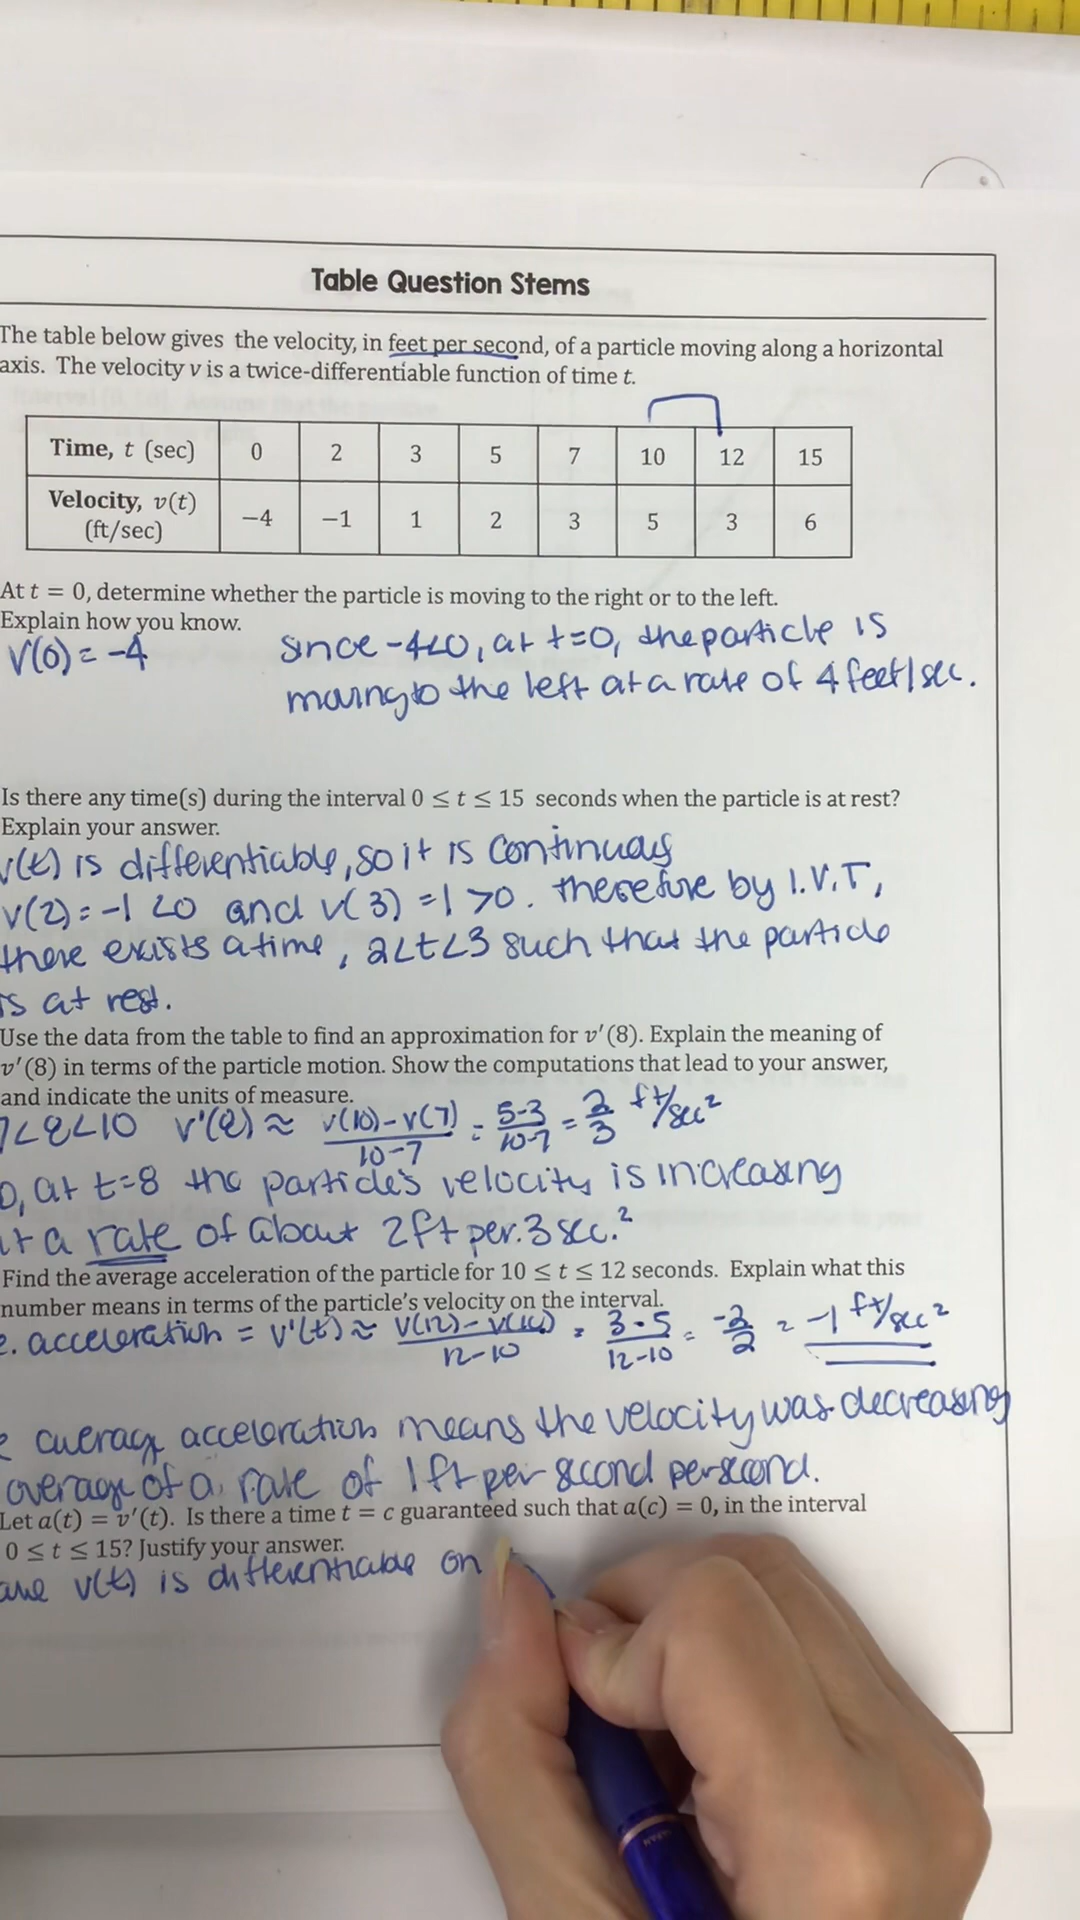 Table Question Stems
The table below gives the velocity, in feet per second, of a particle moving along a horizontal
axis. The velocity v is a twice-differentiable function of time t.
Time, t (sec) 0 2 3 5 7 10 12 15
Velocity, v(t) (ft/sec) −4 −1 1 2 3 5 3 6
At t = 0, determine whether the particle is moving to the right or to the left.
Explain how you know.
V(0) = -4 since -4<0, at t=0, the particle is
moving to the left at a rate of 4 feet/sec.
Is there any time(s) during the interval 0 ≤ t ≤ 15 seconds when the particle is at rest?
Explain your answer.
v(t) is differentiable, so it is continuous
v(2) = -1 <0 and v(3) = 1 >0. therefore by I.V.T,
there exists a time, 2<t<3 such that the particle
is at rest.
Use the data from the table to find an approximation for v′(8). Explain the meaning of
v′(8) in terms of the particle motion. Show the computations that lead to your answer,
and indicate the units of measure.
7<8<10 v'(8) ≈ v(10)-v(7)/10-7 = 5-3/10-7 = 2/3 ft/sec²
at t=8 the particle's velocity is increasing
a rate of about 2ft per. 3 sec.²
Find the average acceleration of the particle for 10 ≤ t ≤ 12 seconds. Explain what this
number means in terms of the particle's velocity on the interval.
acceleration = v'(t) ≈ v(12)-v(10)/12-10 = 3-5/12-10 = -2/2 = -1 ft/sec²
average acceleration means the velocity was decreasing
average of a rate of 1 ft per second per second.
Let a(t) = v′(t). Is there a time t = c guaranteed such that a(c) = 0, in the interval
0 ≤ t ≤ 15? Justify your answer.
v(t) is differentiable on